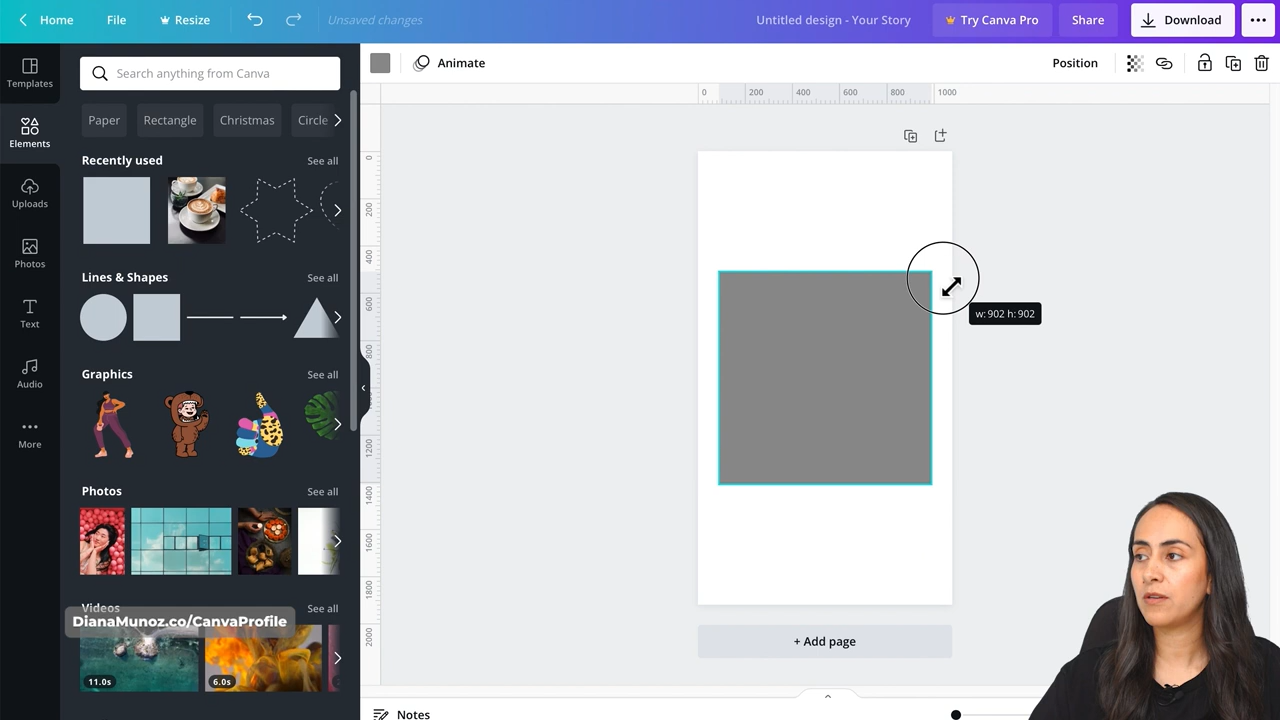 Home
File
Resize
Unsaved changes
Untitled design - Your Story
Try Canva Pro
Share
Download
Templates
Elements
Uploads
Photos
Text
Audio
More
Search anything from Canva
Paper
Rectangle
Christmas
Circle
Recently used
See all
Lines & Shapes
See all
Graphics
See all
Photos
See all
Videos
See all
DianaMunoz.co/CanvaProfile
11.0s
6.0s
Animate
Position
0
200
400
600
800
1000
0
200
400
600
800
1200
1400
1600
1800
2000
w: 902 h: 902
+ Add page
Notes